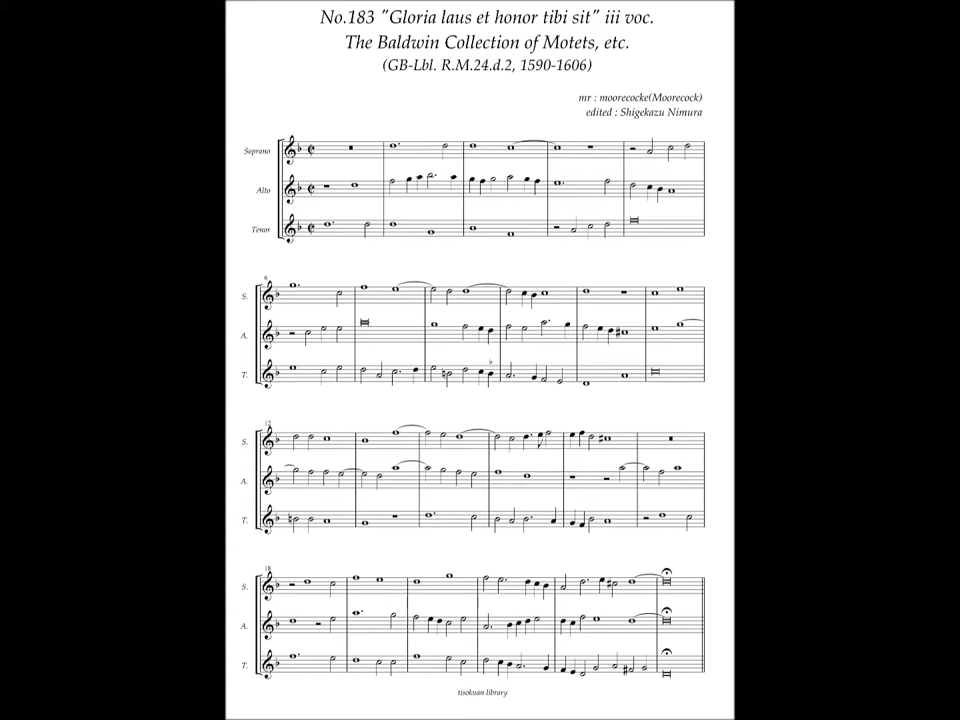 No.183 "Gloria laus et honor tibi sit" iii voc.
The Baldwin Collection of Motets, etc.
(GB-Lbl. R.M.24.d.2, 1590-1606)
mr : moorecocke(Moorecock)
edited : Shigekazu Nimura
Soprano
Alto
Tenor
6
S.
A.
T.
12
S.
A.
T.
18
S.
A.
T.
tisokuan library